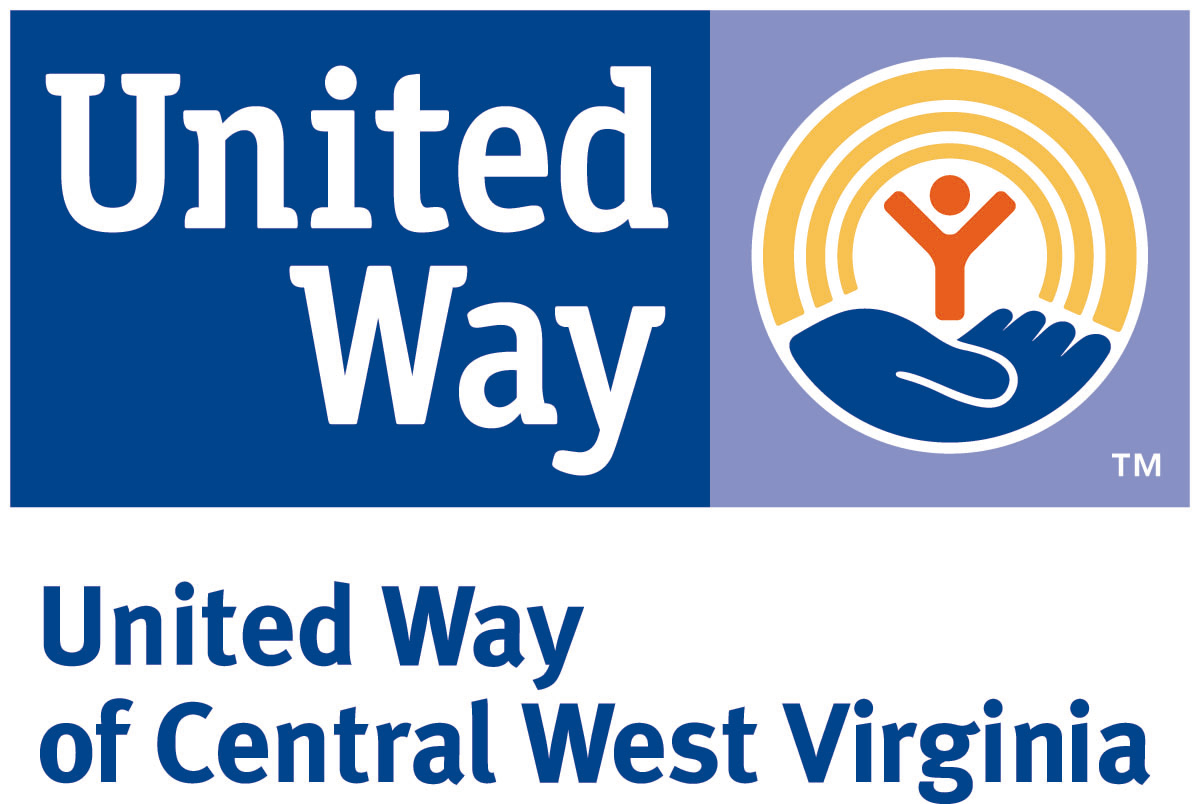 United
Way
TM
United Way
of Central West Virginia